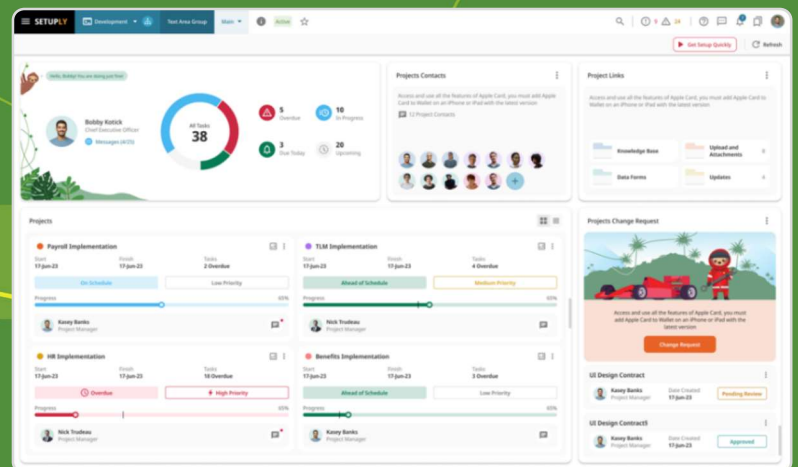 SETUPLY
Development
Test Area Group
Main
Active
24
Get Setup Quickly
Refresh
Hello, Bobby! You are doing just fine!
Bobby Kotick
Chief Executive Officer
Messages (4/25)
All Tasks
38
5
Overdue
10
In Progress
3
Due Today
20
Upcoming
Projects Contacts
Access and use all the features of Apple Card, you must add Apple
Card to Wallet on an iPhone or iPad with the latest version
12 Project Contacts
Project Links
Access and use all the features of Apple Card, you must add Apple Card to
Wallet on an iPhone or iPad with the latest version
Knowledge Base
Upload and
Attachments
8
Data Forms
Updates
4
Projects
Payroll Implementation
Start
17-Jun-23
Finish
17-Jun-23
Tasks
2 Overdue
On Schedule
Low Priority
Progress
65%
Kasey Banks
Project Manager
TLM Implementation
Start
17-Jun-23
Finish
17-Jun-23
Tasks
4 Overdue
Ahead of Schedule
Medium Priority
Progress
65%
Nick Trudeau
Project Manager
HR Implementation
Start
17-Jun-23
Finish
17-Jun-23
Tasks
10 Overdue
Overdue
High Priority
Progress
65%
Nick Trudeau
Project Manager
Benefits Implementation
Start
17-Jun-23
Finish
17-Jun-23
Tasks
3 Overdue
Ahead of Schedule
Low Priority
Progress
65%
Kasey Banks
Project Manager
Projects Change Request
Access and use all the features of Apple Card, you must
add Apple Card to Wallet on an iPhone or iPad with the
latest version
Change Request
UI Design Contract
Kasey Banks
Project Manager
Date Created
17-Jun-23
Pending Review
UI Design Contract5
Kasey Banks
Project Manager
Date Created
17-Jun-23
Approved